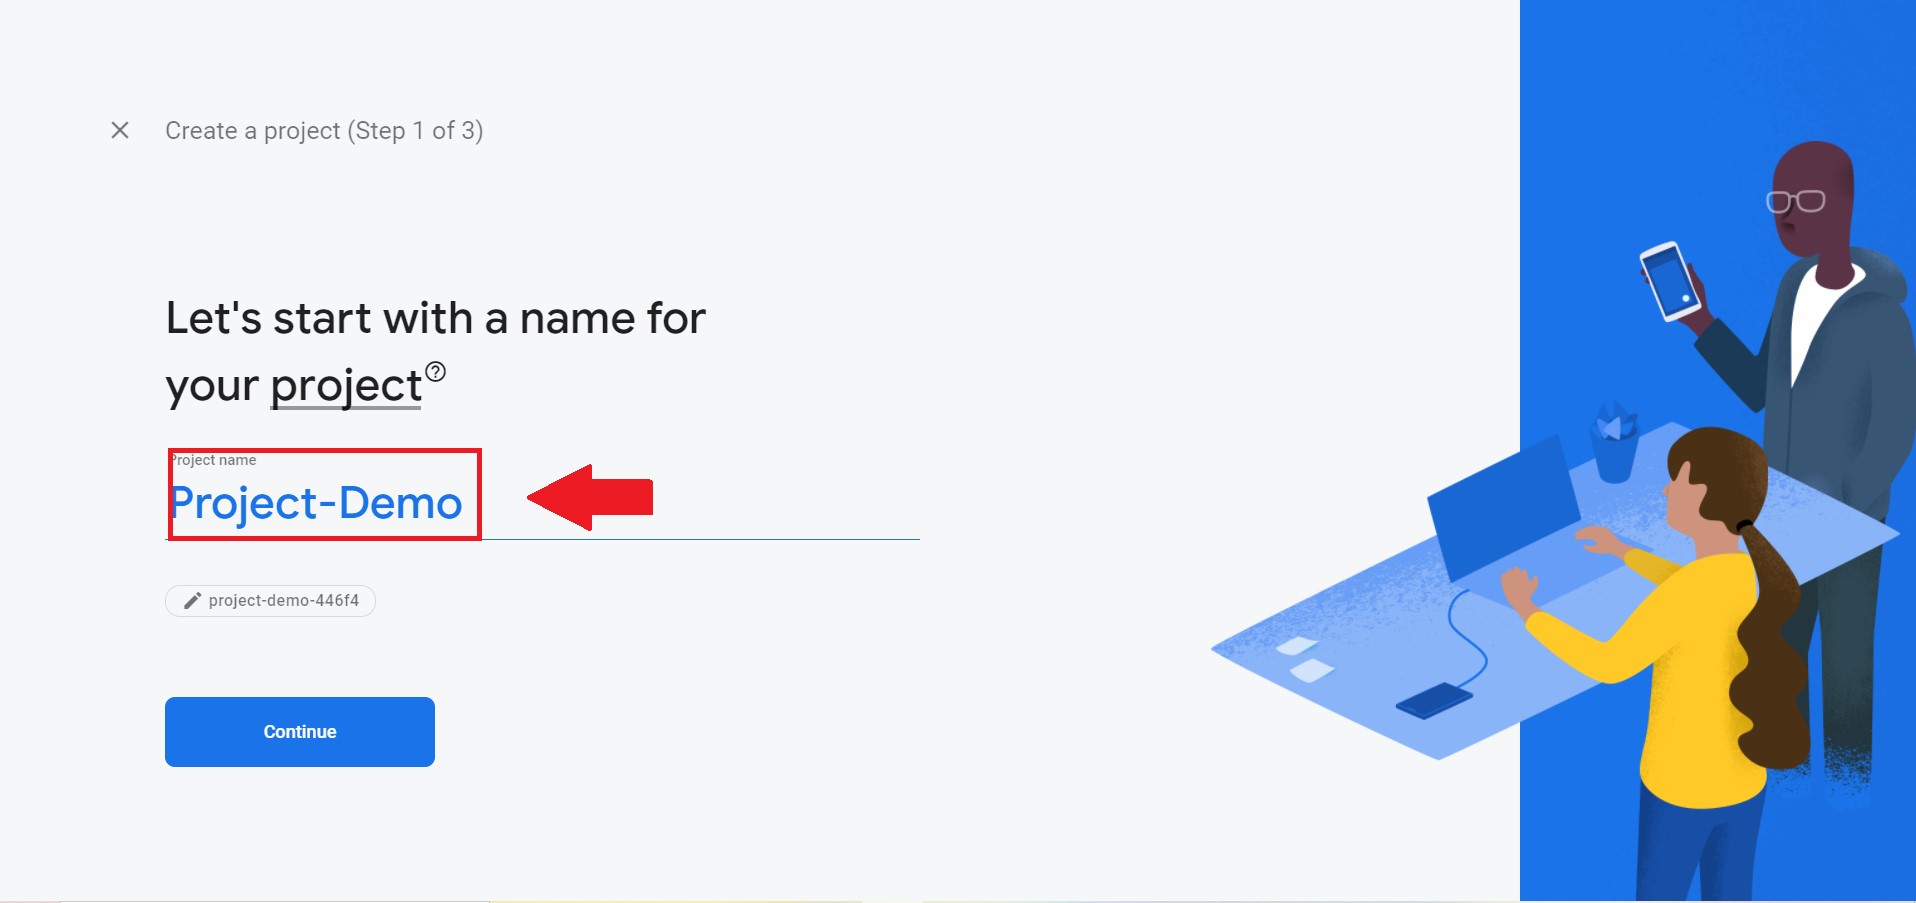 Create a project (Step 1 of 3)
Let's start with a name for
your project
Project name
Project-Demo
project-demo-446f4
Continue